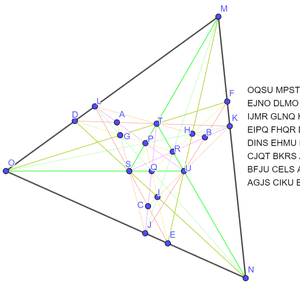 M
F
L
K
A
D
T
G
H
B
P
R
O
S
Q
U
I
C
J
E
N
OQSU MPST
EJNO DLMO
IJMR GLNQ
EIPQ FHQR
DINS EHMU
CJQT BKRS
BFJU CELS
AGJS CIKU